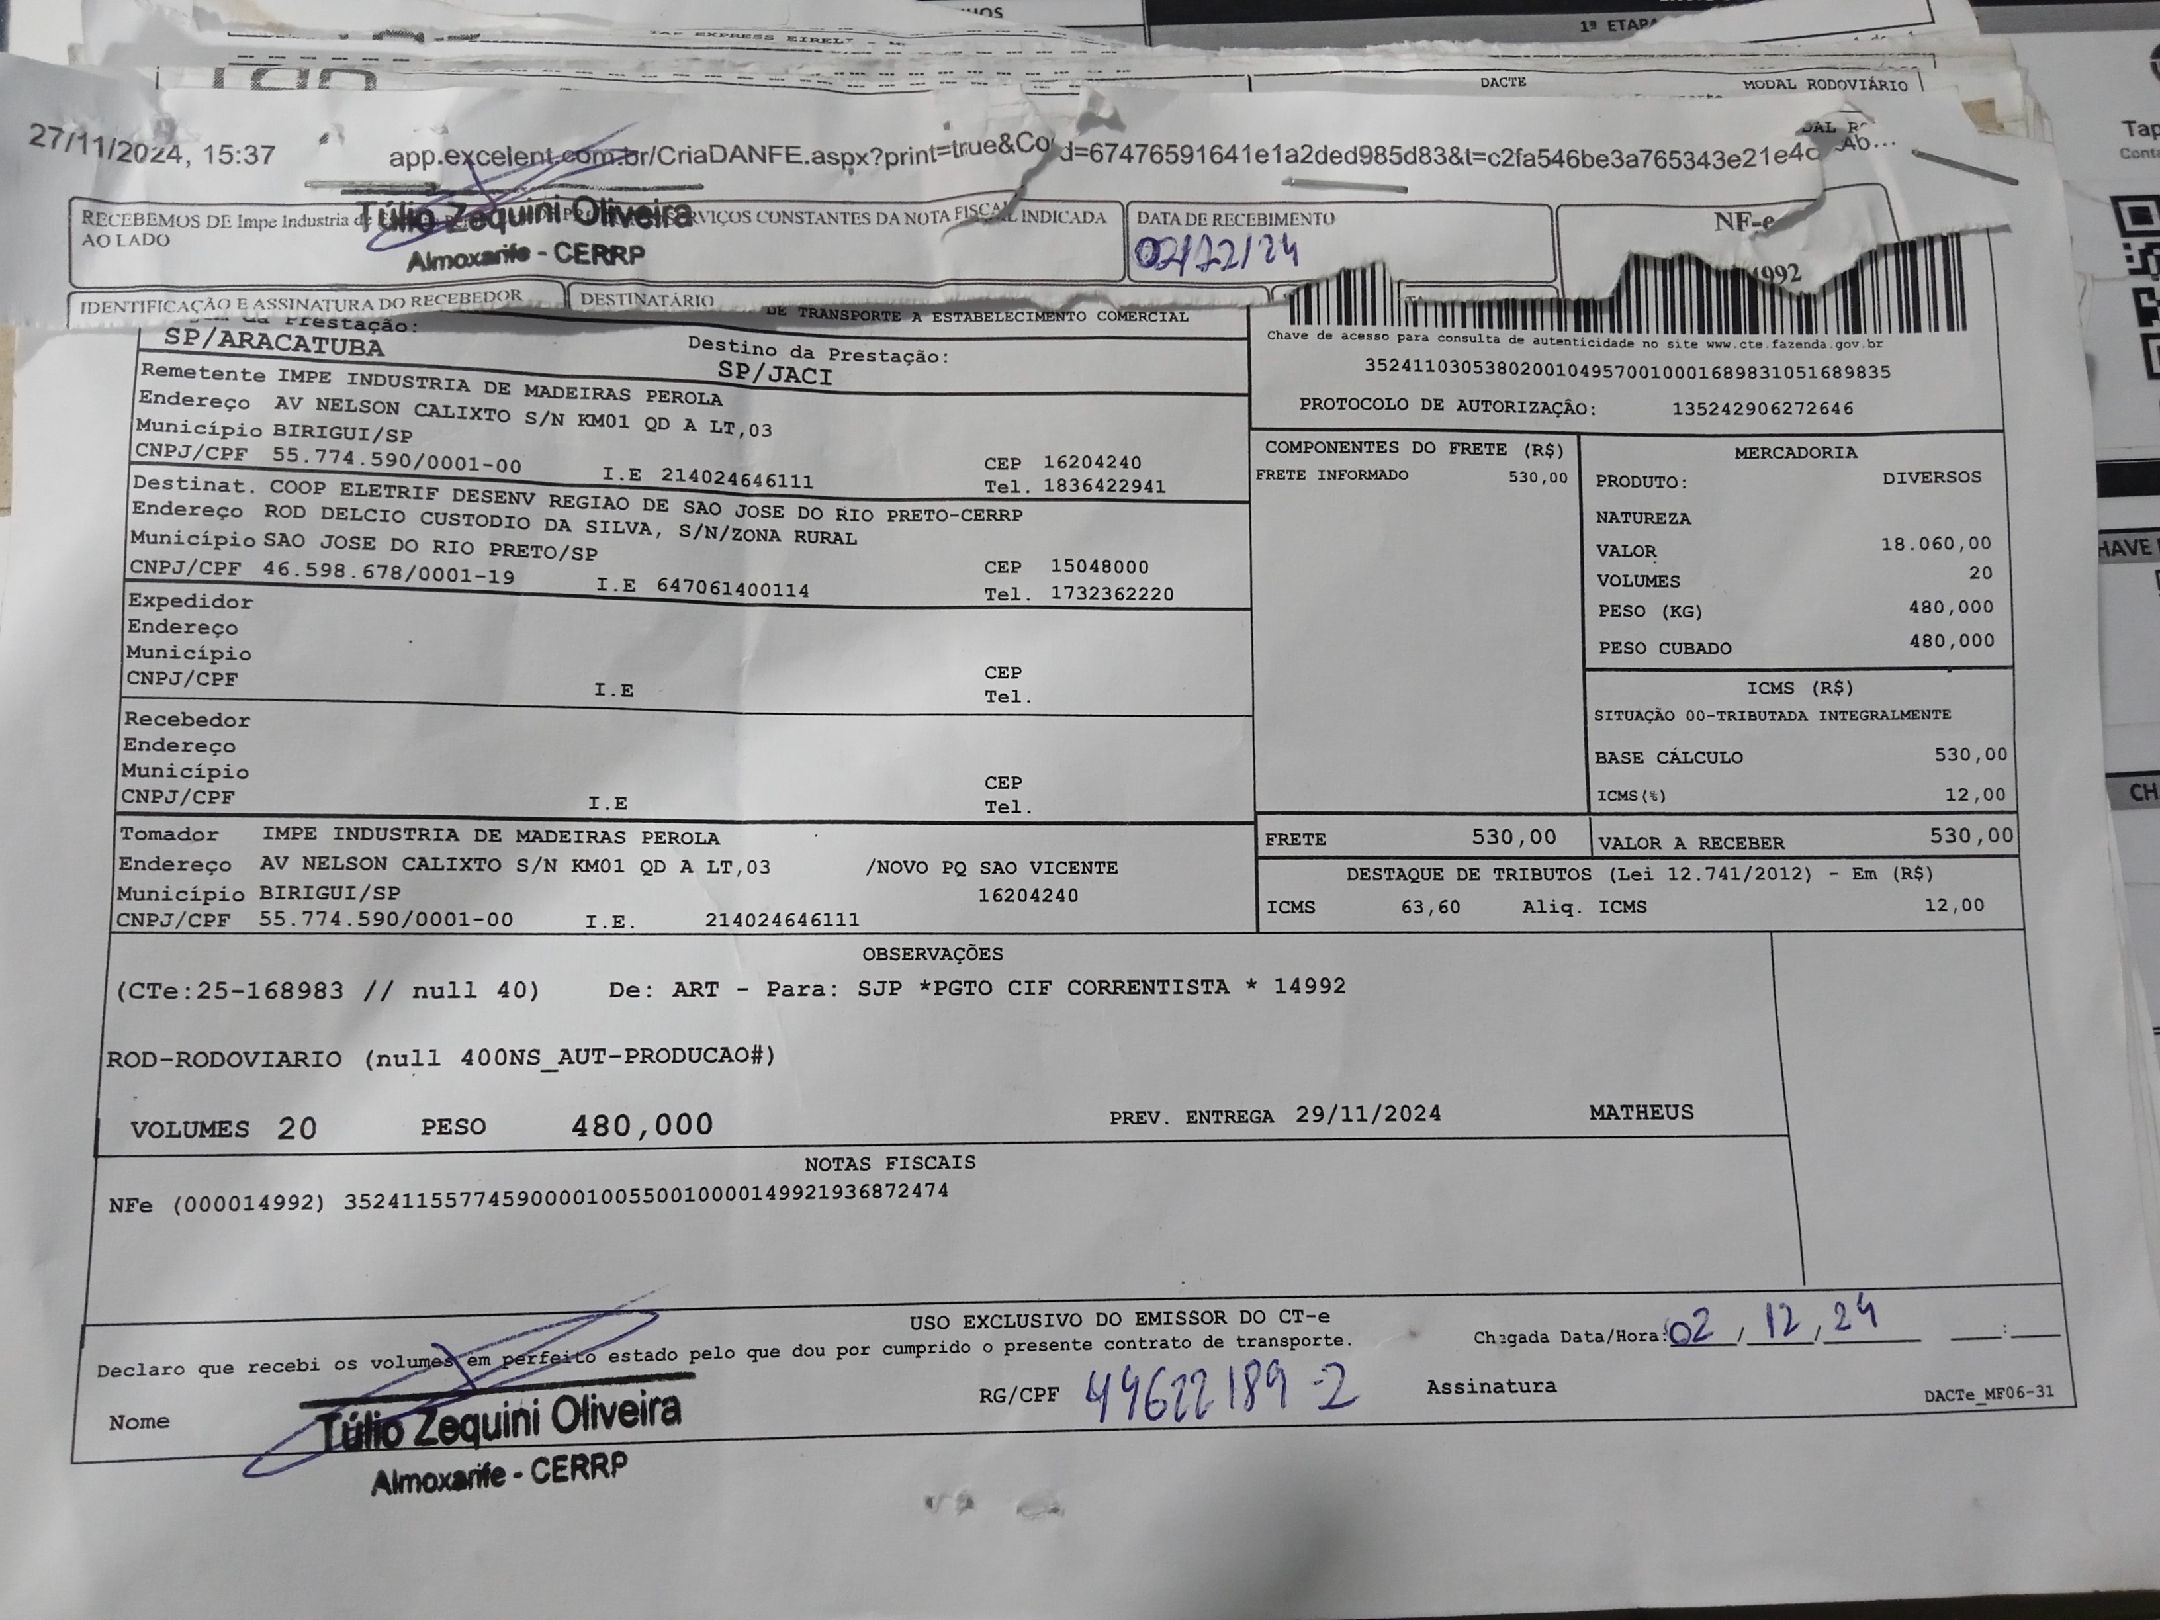 1ª ETAPA
DACTE
MODAL RODOVIÁRIO
27/11/2024, 15:37
app.excelent.com.br/CriaDANFE.aspx?print=true&Co
d=67476591641e1a2ded985d83&t=c2fa546be3a765343e21e4c
Ab...
RECEBEMOS DE Impe Industria de
SERVIÇOS CONSTANTES DA NOTA FISCAL INDICADA
AO LADO
Túlio Zequini Oliveira
Almoxarife - CERRP
DATA DE RECEBIMENTO
02/12/24
NF-e
4992
IDENTIFICAÇÃO E ASSINATURA DO RECEBEDOR
DESTINATÁRIO
DE TRANSPORTE A ESTABELECIMENTO COMERCIAL
da Prestação:
SP/ARACATUBA
Destino da Prestação:
SP/JACI
Chave de acesso para consulta de autenticidade no site www.cte.fazenda.gov.br
35241103053802001049570010001689831051689835
PROTOCOLO DE AUTORIZAÇÃO: 135242906272646
Remetente IMPE INDUSTRIA DE MADEIRAS PEROLA
Endereço AV NELSON CALIXTO S/N KM01 QD A LT,03
Município BIRIGUI/SP
CNPJ/CPF 55.774.590/0001-00 I.E 214024646111
CEP 16204240
Tel. 1836422941
Destinat. COOP ELETRIF DESENV REGIAO DE SAO JOSE DO RIO PRETO-CERRP
Endereço ROD DELCIO CUSTODIO DA SILVA, S/N/ZONA RURAL
Município SAO JOSE DO RIO PRETO/SP
CNPJ/CPF 46.598.678/0001-19 I.E 647061400114
CEP 15048000
Tel. 1732362220
Expedidor
Endereço
Município
CNPJ/CPF I.E
CEP
Tel.
Recebedor
Endereço
Município
CNPJ/CPF I.E
CEP
Tel.
Tomador IMPE INDUSTRIA DE MADEIRAS PEROLA
Endereço AV NELSON CALIXTO S/N KM01 QD A LT,03 /NOVO PQ SAO VICENTE
Município BIRIGUI/SP 16204240
CNPJ/CPF 55.774.590/0001-00 I.E. 214024646111
COMPONENTES DO FRETE (R$)
FRETE INFORMADO 530,00
MERCADORIA
PRODUTO: DIVERSOS
NATUREZA
VALOR 18.060,00
VOLUMES 20
PESO (KG) 480,000
PESO CUBADO 480,000
ICMS (R$)
SITUAÇÃO 00-TRIBUTADA INTEGRALMENTE
BASE CÁLCULO 530,00
ICMS(%) 12,00
FRETE 530,00
VALOR A RECEBER 530,00
DESTAQUE DE TRIBUTOS (Lei 12.741/2012) - Em (R$)
ICMS 63,60 Aliq. ICMS 12,00
OBSERVAÇÕES
(CTe:25-168983 // null 40) De: ART - Para: SJP *PGTO CIF CORRENTISTA * 14992
ROD-RODOVIARIO (null 400NS_AUT-PRODUCAO#)
VOLUMES 20 PESO 480,000 PREV. ENTREGA 29/11/2024 MATHEUS
NOTAS FISCAIS
NFe (000014992) 35241155774590000100550010000149921936872474
USO EXCLUSIVO DO EMISSOR DO CT-e
Declaro que recebi os volumes em perfeito estado pelo que dou por cumprido o presente contrato de transporte.
Chegada Data/Hora: 02 / 12 / 24 :
Nome
Túlio Zequini Oliveira
Almoxarife - CERRP
RG/CPF 49622189-2
Assinatura
DACTe_MF06-31